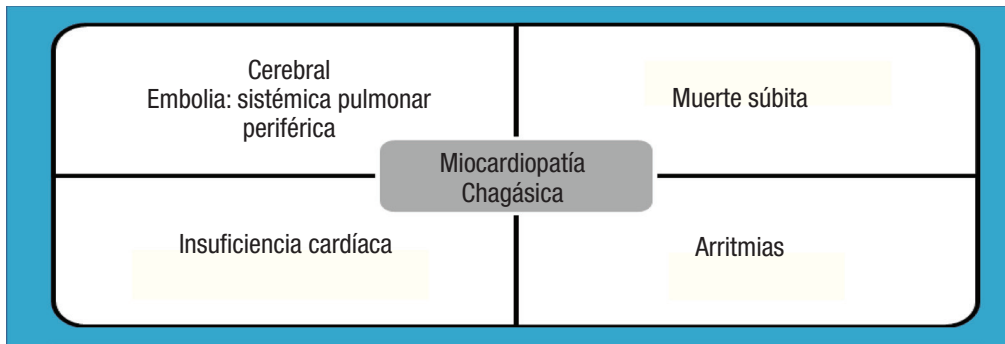 Cerebral
Embolia: sistémica pulmonar
periférica
Muerte súbita
Miocardiopatía
Chagásica
Insuficiencia cardíaca
Arritmias